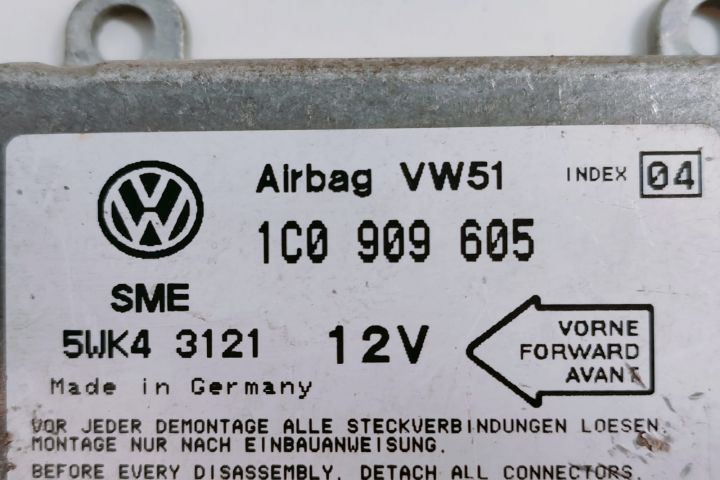 Airbag VW51 INDEX 04
1C0 909 605
SME
5WK4 3121 12V
VORNE
FORWARD
AVANT
Made in Germany
VOR JEDER DEMONTAGE ALLE STECKVERBINDUNGEN LOESEN.
MONTAGE NUR NACH EINBAUANWEISUNG.
BEFORE EVERY DISASSEMBLY, DETACH ALL CONNECTORS.